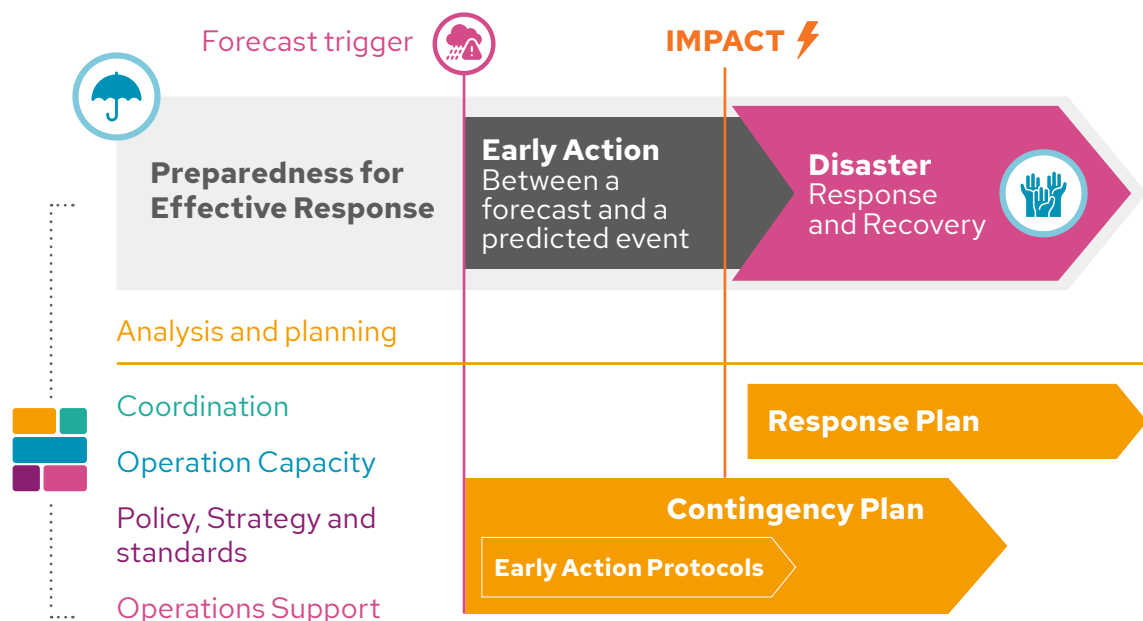 Forecast trigger
IMPACT
Preparedness for
Effective Response
Early Action
Between a
forecast and a
predicted event
Disaster
Response
and Recovery
Analysis and planning
Coordination
Operation Capacity
Policy, Strategy and
standards
Operations Support
Response Plan
Contingency Plan
Early Action Protocols